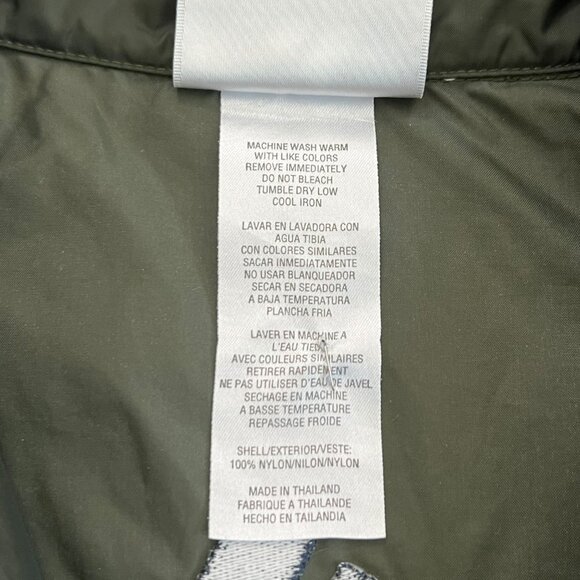 MACHINE WASH WARM
WITH LIKE COLORS
REMOVE IMMEDIATELY
DO NOT BLEACH
TUMBLE DRY LOW
COOL IRON
LAVAR EN LAVADORA CON
AGUA TIBIA
CON COLORES SIMILARES
SACAR INMEDIATAMENTE
NO USAR BLANQUEADOR
SECAR EN SECADORA
A BAJA TEMPERATURA
PLANCHA FRIA
LAVER EN MACHINE A
L'EAU TIEDE
AVEC COULEURS SIMILAIRES
RETIRER RAPIDEMENT
NE PAS UTILISER D'EAU DE JAVEL
SECHAGE EN MACHINE
A BASSE TEMPERATURE
REPASSAGE FROIDE
SHELL/EXTERIOR/VESTE:
100% NYLON/NILON/NYLON
MADE IN THAILAND
FABRIQUE A THAILANDE
HECHO EN TAILANDIA